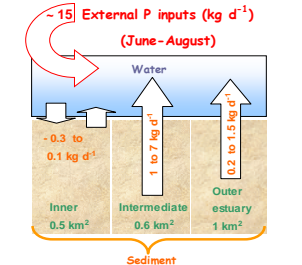 ~ 15 External P inputs (kg d-1)
(June-August)
Water
- 0.3 to
0.1 kg d-1
1 to 7 kg d-1
0.2 to 1.5 kg d-1
Inner
0.5 km2
Intermediate
0.6 km2
Outer
estuary
1 km2
Sediment